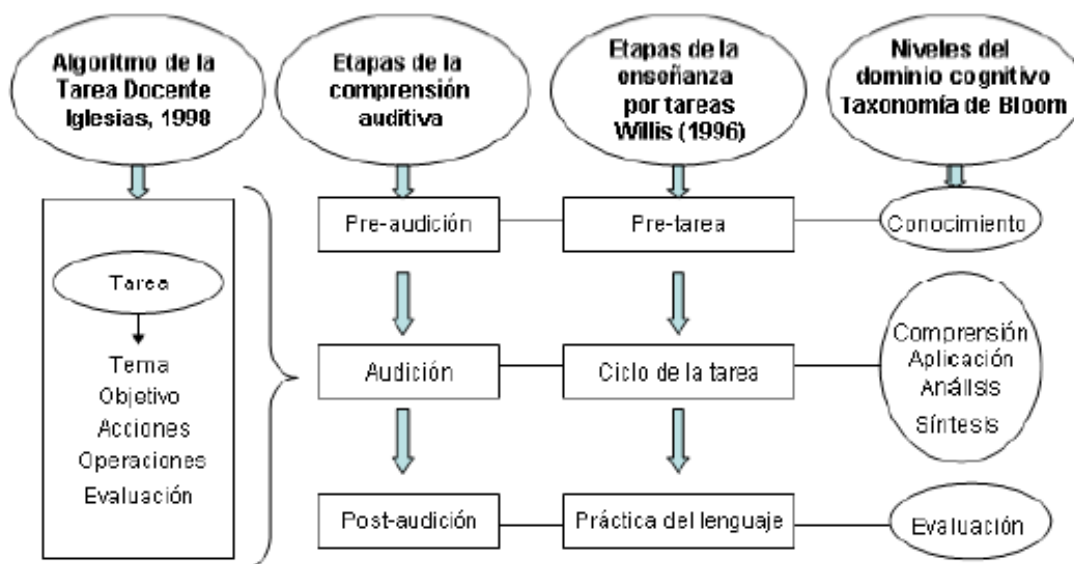 Algoritmo de la
Tarea Docente
Iglesias, 1998
Etapas de la
comprensión
auditiva
Etapas de la
enseñanza
por tareas
Willis (1996)
Niveles del
dominio cognitivo
Taxonomía de Bloom
Tarea
Tema
Objetivo
Acciones
Operaciones
Evaluación
Pre-audición
Pre-tarea
Conocimiento
Audición
Ciclo de la tarea
Comprensión
Aplicación
Análisis
Síntesis
Post-audición
Práctica del lenguaje
Evaluación